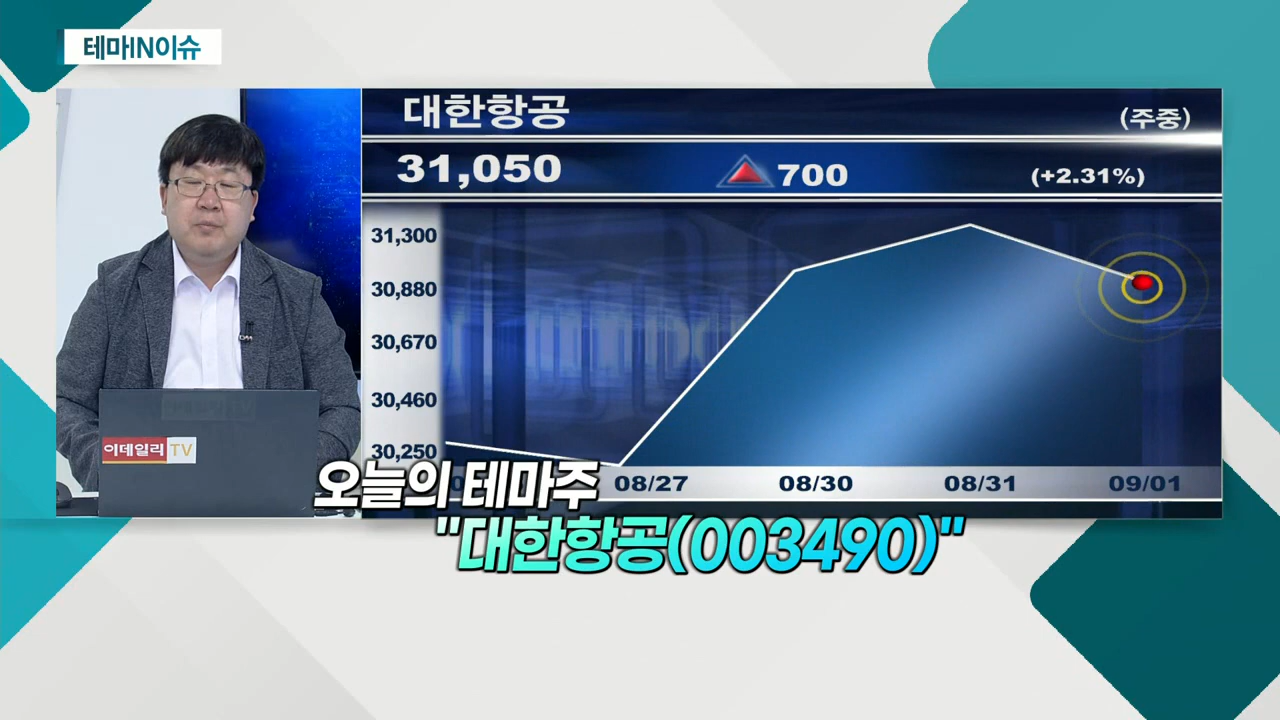 테마IN이슈
대한항공
(주중)
31,050
700
(+2.31%)
31,300
30,880
30,670
30,460
30,250
08/27
08/30
08/31
09/01
이데일리TV
오늘의 테마주
"대한항공(003490)"